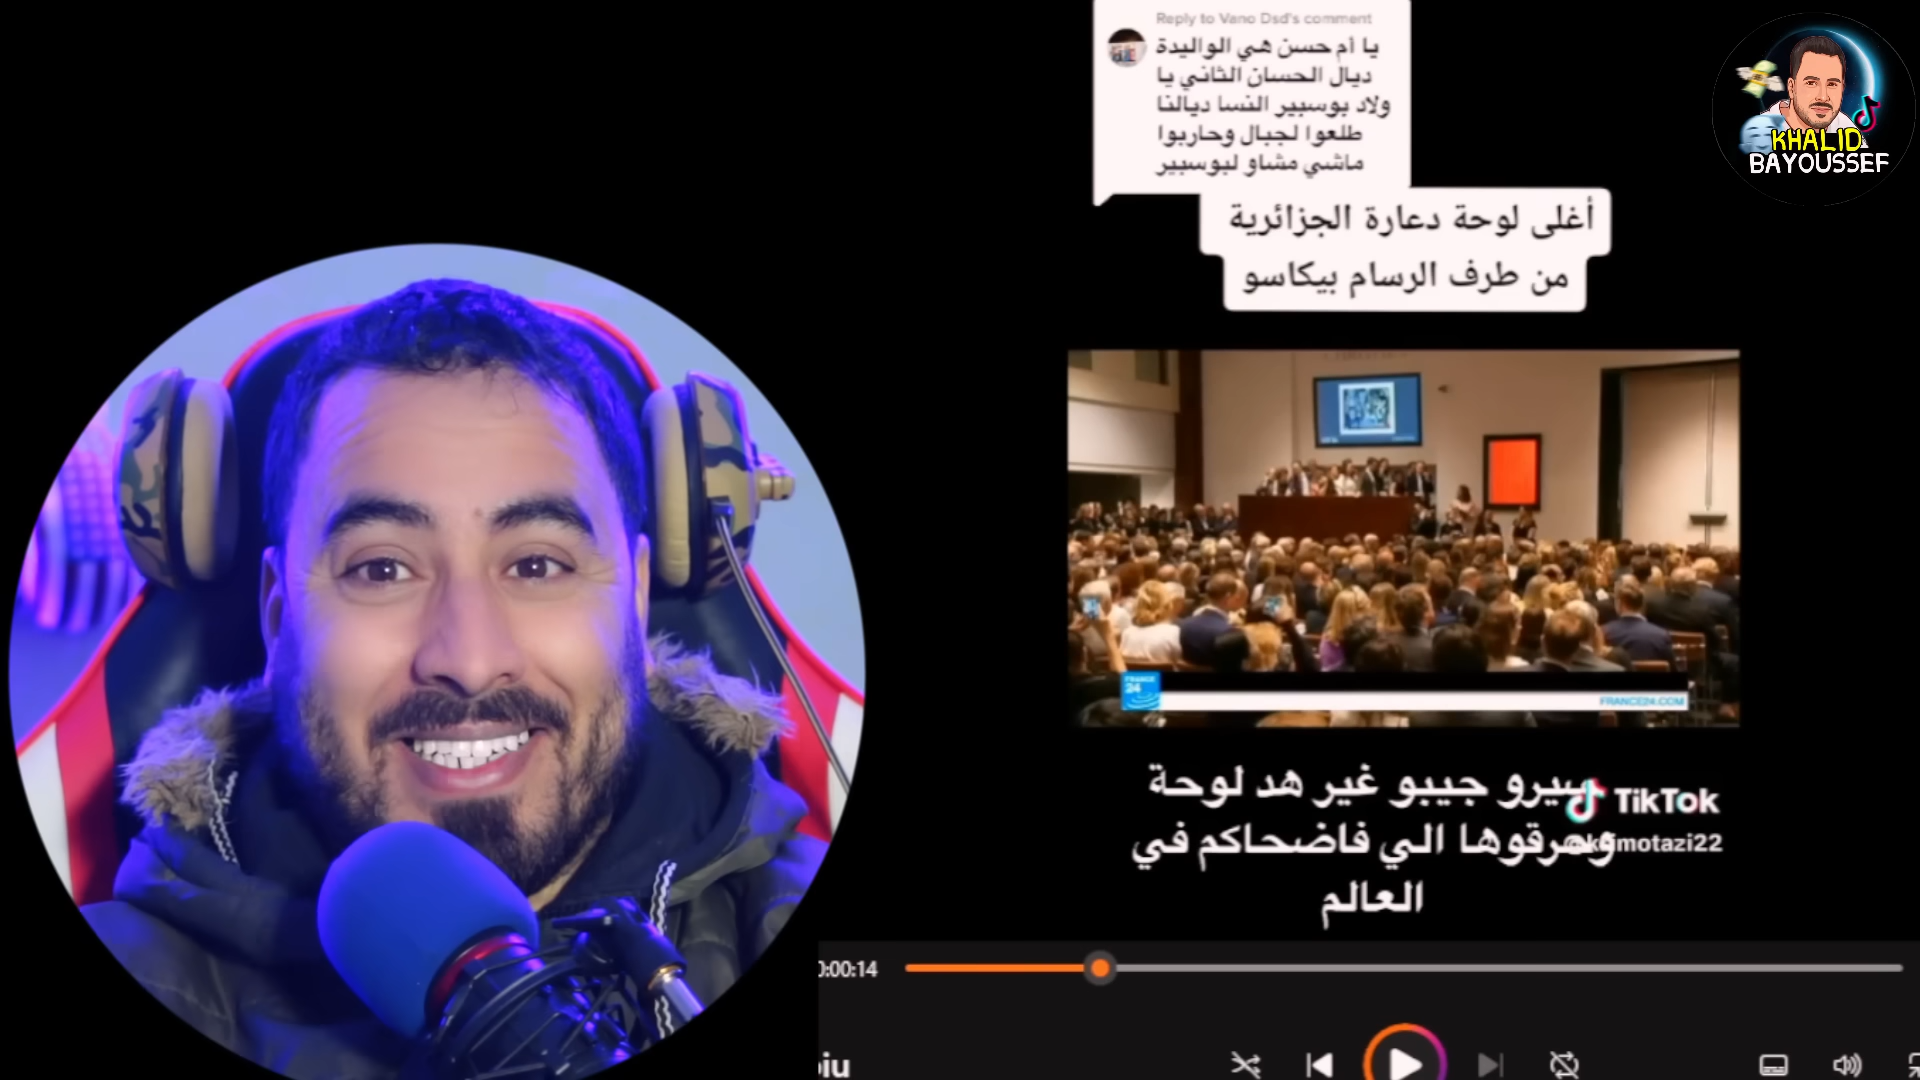 Reply to Vano Dsd's comment
يا أم حسن هي الواليدة
ديال الحسان الثاني يا
ولاد بوسبير النسا ديالنا
طلعوا لجبال وحاربوا
ماشي مشاو لبوسبير
أغلى لوحة دعارة الجزائرية
من طرف الرسام بيكاسو
KHALID
BAYOUSSEF
FRANCE
24
FRANCE24.COM
سيرو جيبو غير هد لوحة
وحرقوها الي فاضحاكم في
العالم
TikTok
0:00:14